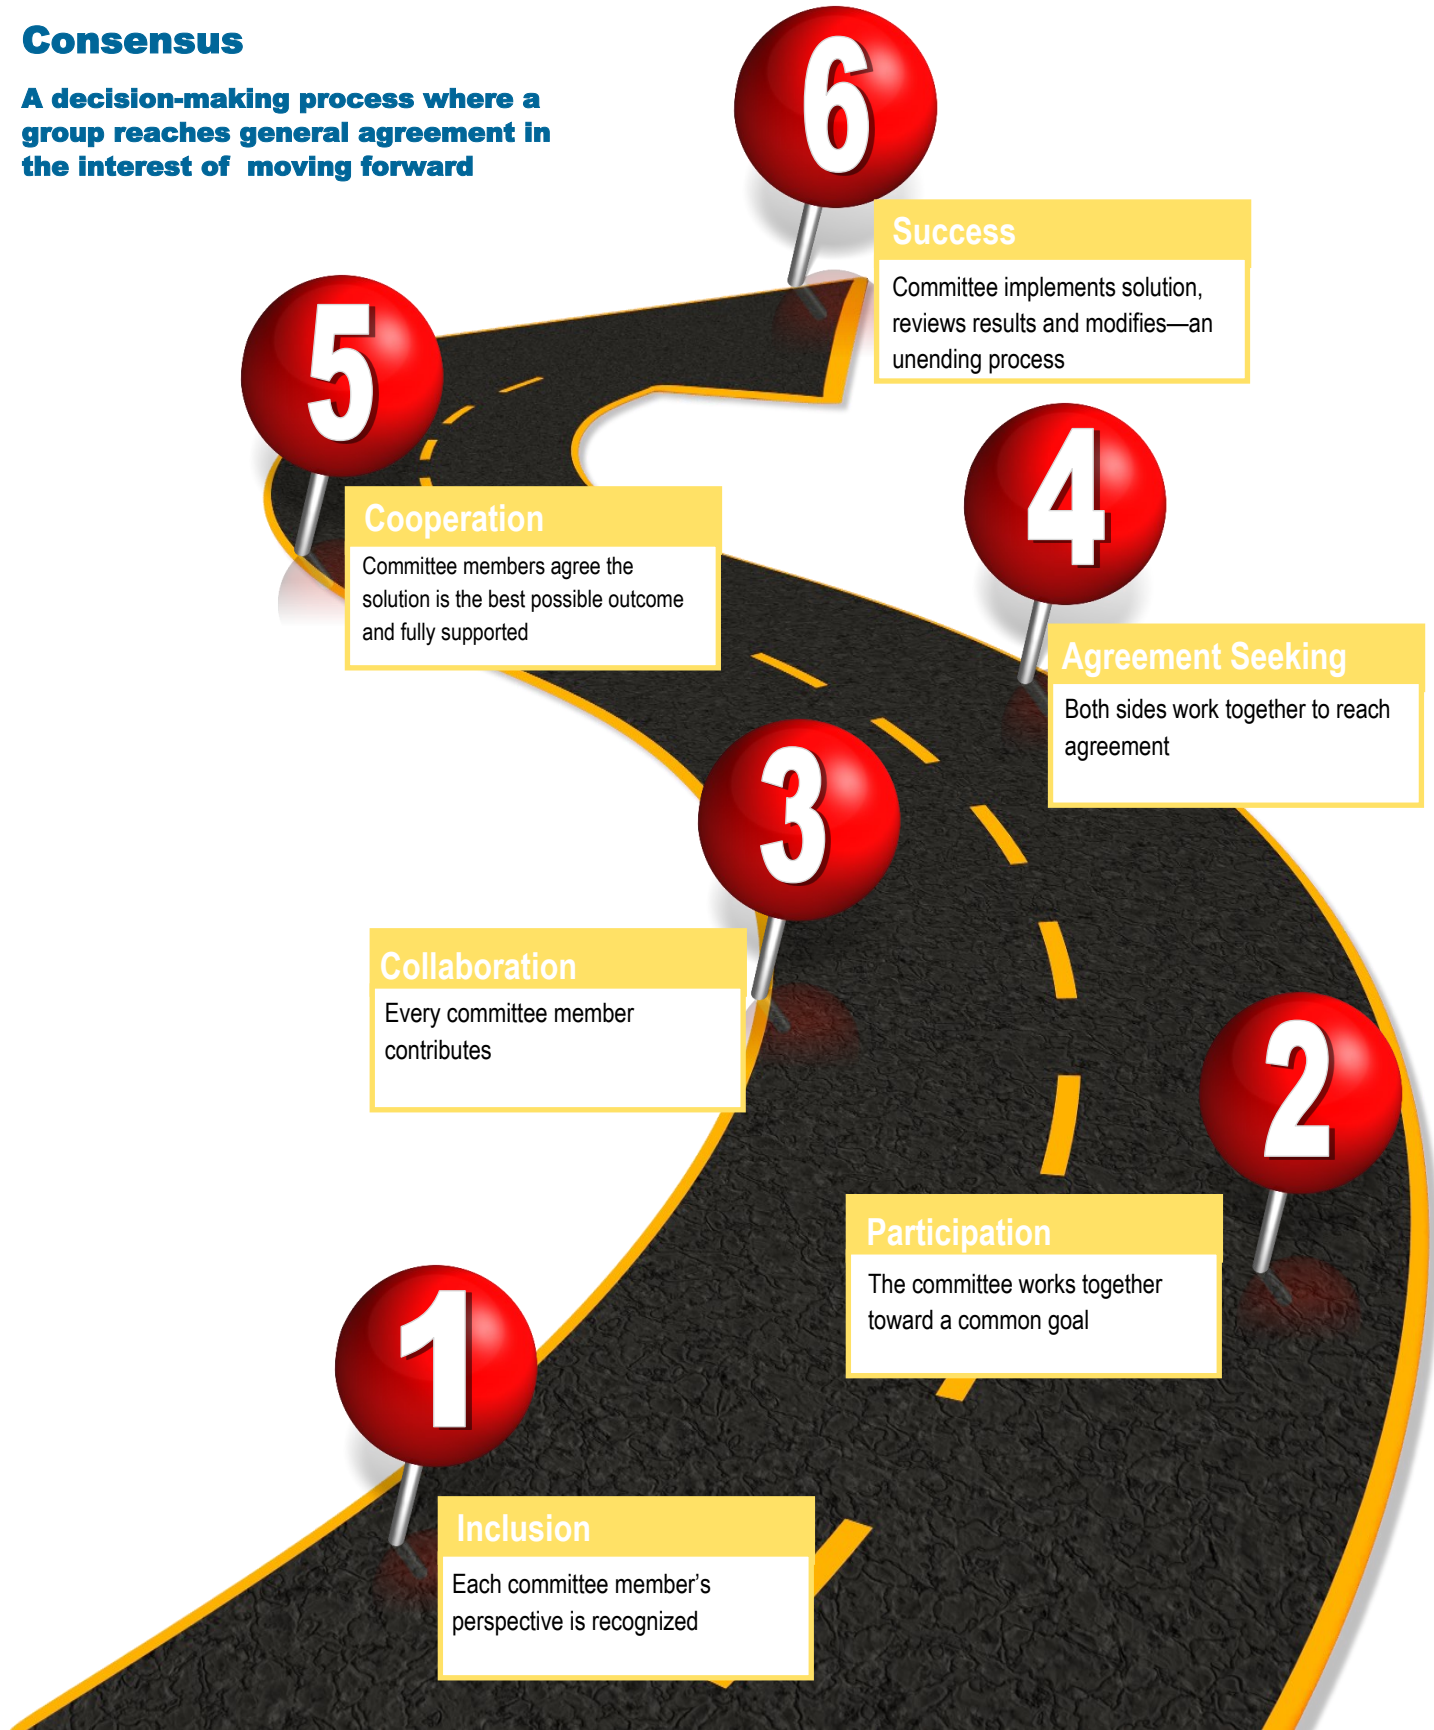 Consensus
A decision-making process where a
group reaches general agreement in
the interest of moving forward
6
Success
Committee implements solution,
reviews results and modifies—an
unending process
5
Cooperation
Committee members agree the
solution is the best possible outcome
and fully supported
4
Agreement Seeking
Both sides work together to reach
agreement
3
Collaboration
Every committee member
contributes
2
Participation
The committee works together
toward a common goal
1
Inclusion
Each committee member’s
perspective is recognized